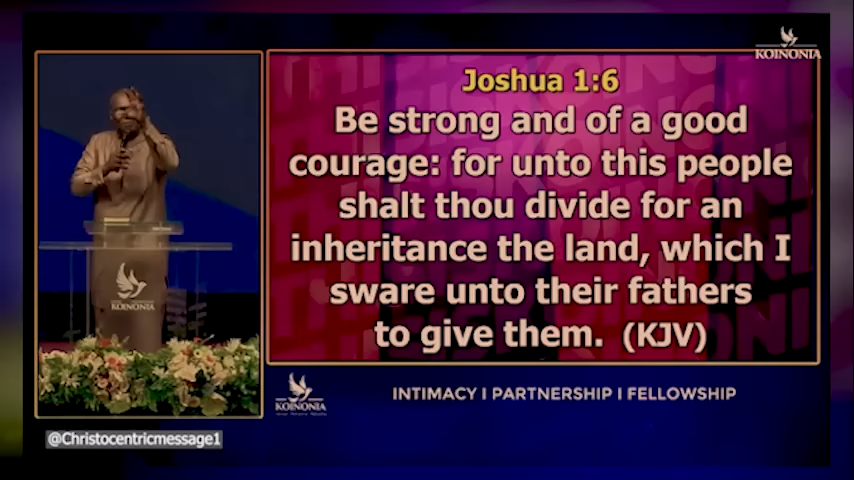 KOINONIA
Joshua 1:6
Be strong and of a good
courage: for unto this people
shalt thou divide for an
inheritance the land, which I
sware unto their fathers
to give them. (KJV)
KOINONIA
KOINONIA
INTIMACY I PARTNERSHIP I FELLOWSHIP
@Christocentricmessage1